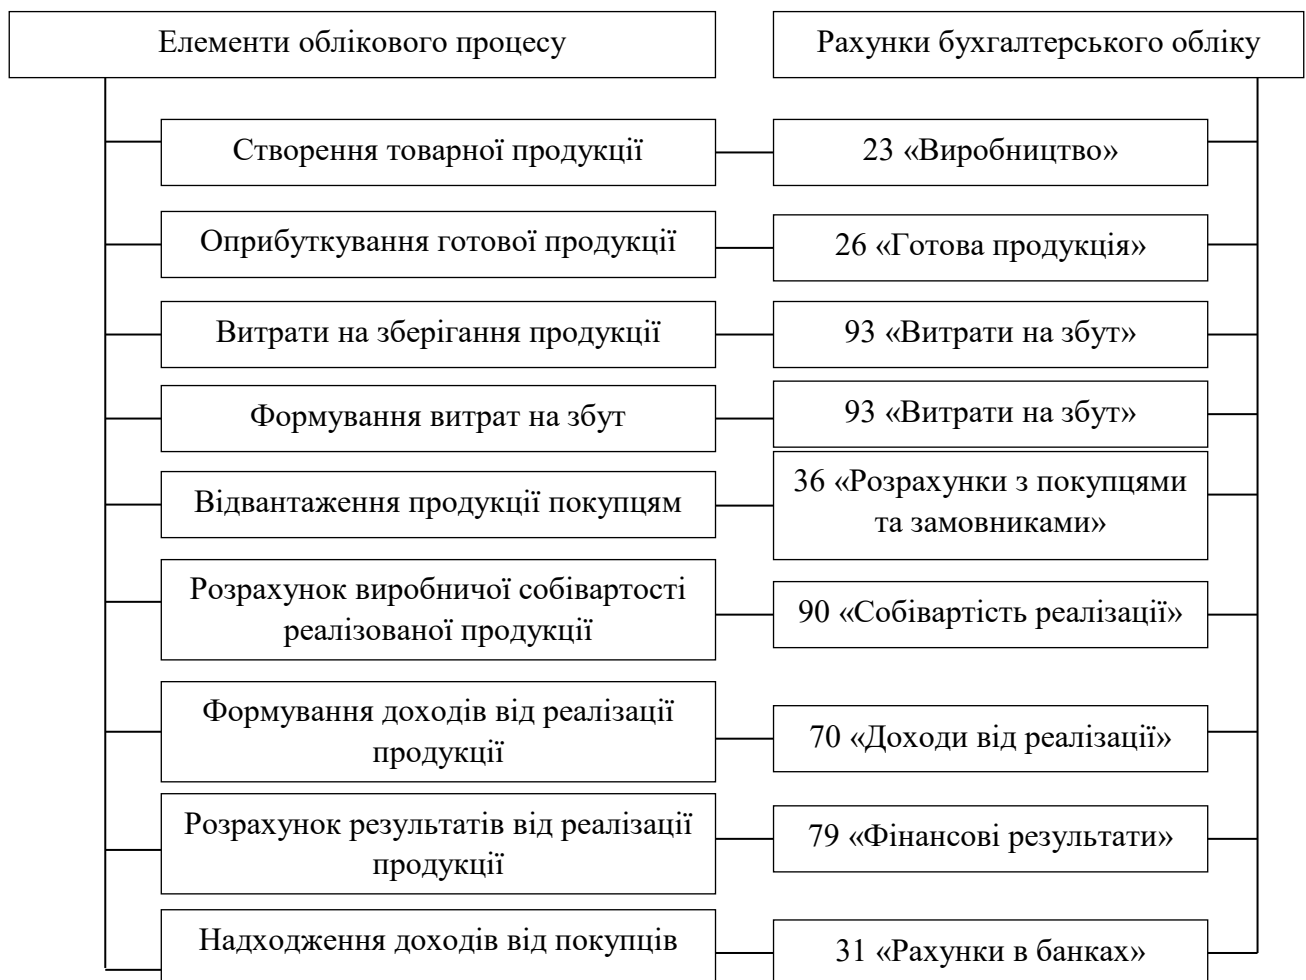 Елементи облікового процесу
Рахунки бухгалтерського обліку
Створення товарної продукції
23 «Виробництво»
Оприбуткування готової продукції
26 «Готова продукція»
Витрати на зберігання продукції
93 «Витрати на збут»
Формування витрат на збут
93 «Витрати на збут»
Відвантаження продукції покупцям
36 «Розрахунки з покупцями
та замовниками»
Розрахунок виробничої собівартості
реалізованої продукції
90 «Собівартість реалізації»
Формування доходів від реалізації
продукції
70 «Доходи від реалізації»
Розрахунок результатів від реалізації
продукції
79 «Фінансові результати»
Надходження доходів від покупців
31 «Рахунки в банках»